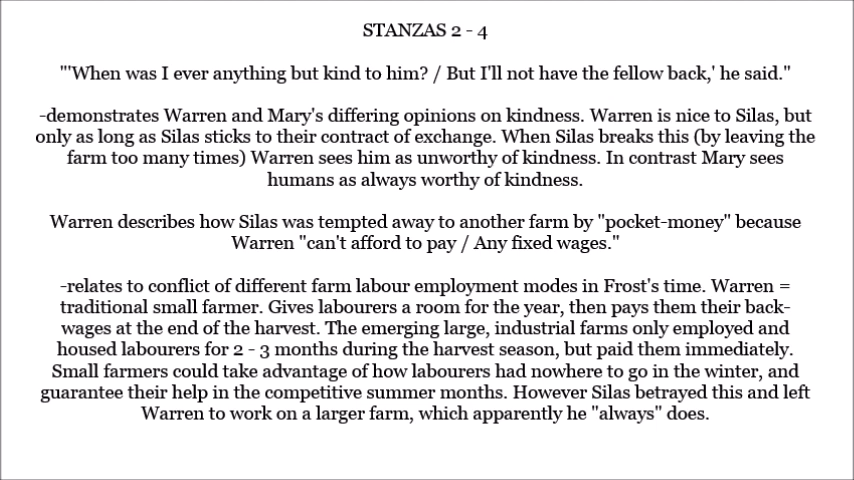 STANZAS 2 - 4
"'When was I ever anything but kind to him? / But I'll not have the fellow back,' he said."
-demonstrates Warren and Mary's differing opinions on kindness. Warren is nice to Silas, but
only as long as Silas sticks to their contract of exchange. When Silas breaks this (by leaving the
farm too many times) Warren sees him as unworthy of kindness. In contrast Mary sees
humans as always worthy of kindness.
Warren describes how Silas was tempted away to another farm by "pocket-money" because
Warren "can't afford to pay / Any fixed wages."
-relates to conflict of different farm labour employment modes in Frost's time. Warren =
traditional small farmer. Gives labourers a room for the year, then pays them their back-
wages at the end of the harvest. The emerging large, industrial farms only employed and
housed labourers for 2 - 3 months during the harvest season, but paid them immediately.
Small farmers could take advantage of how labourers had nowhere to go in the winter, and
guarantee their help in the competitive summer months. However Silas betrayed this and left
Warren to work on a larger farm, which apparently he "always" does.